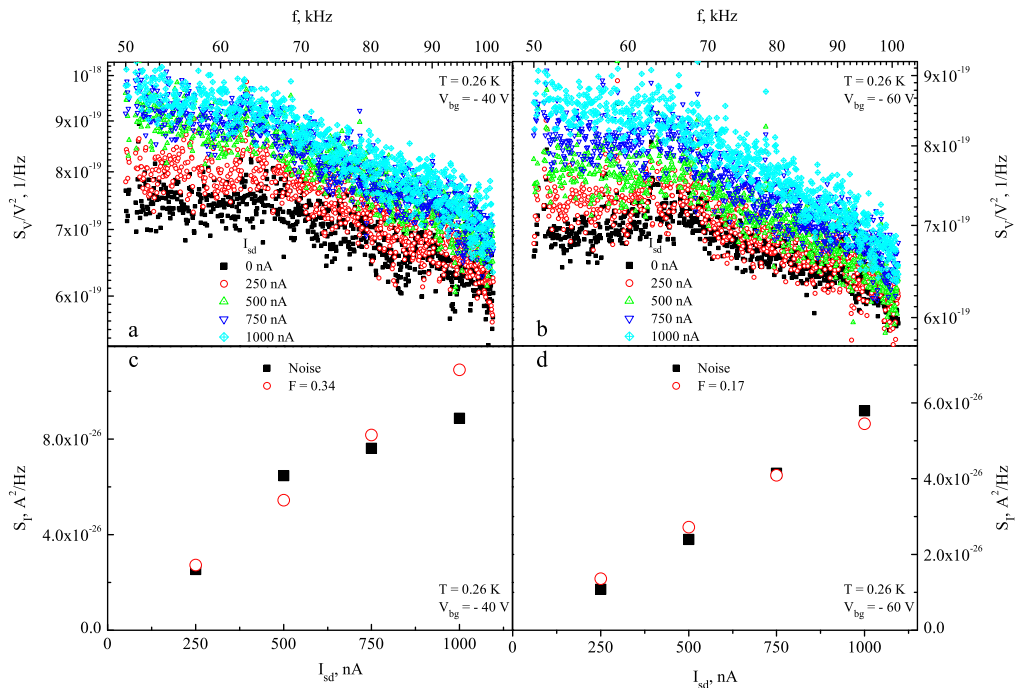 f, kHz
50 60 70 80 90 100
10^-18
9x10^-19
8x10^-19
7x10^-19
6x10^-19
S_V/V^2, 1/Hz
T = 0.26 K
V_bg = - 40 V
I_sd
0 nA
250 nA
500 nA
750 nA
1000 nA
a
f, kHz
50 60 70 80 90 100
T = 0.26 K
V_bg = - 60 V
9x10^-19
8x10^-19
7x10^-19
6x10^-19
S_V/V^2, 1/Hz
I_sd
0 nA
250 nA
500 nA
750 nA
1000 nA
b
c
Noise
F = 0.34
8.0x10^-26
4.0x10^-26
0.0
S_I, A^2/Hz
T = 0.26 K
V_bg = - 40 V
0 250 500 750 1000
I_sd, nA
d
Noise
F = 0.17
6.0x10^-26
4.0x10^-26
2.0x10^-26
0.0
S_I, A^2/Hz
T = 0.26 K
V_bg = - 60 V
0 250 500 750 1000
I_sd, nA